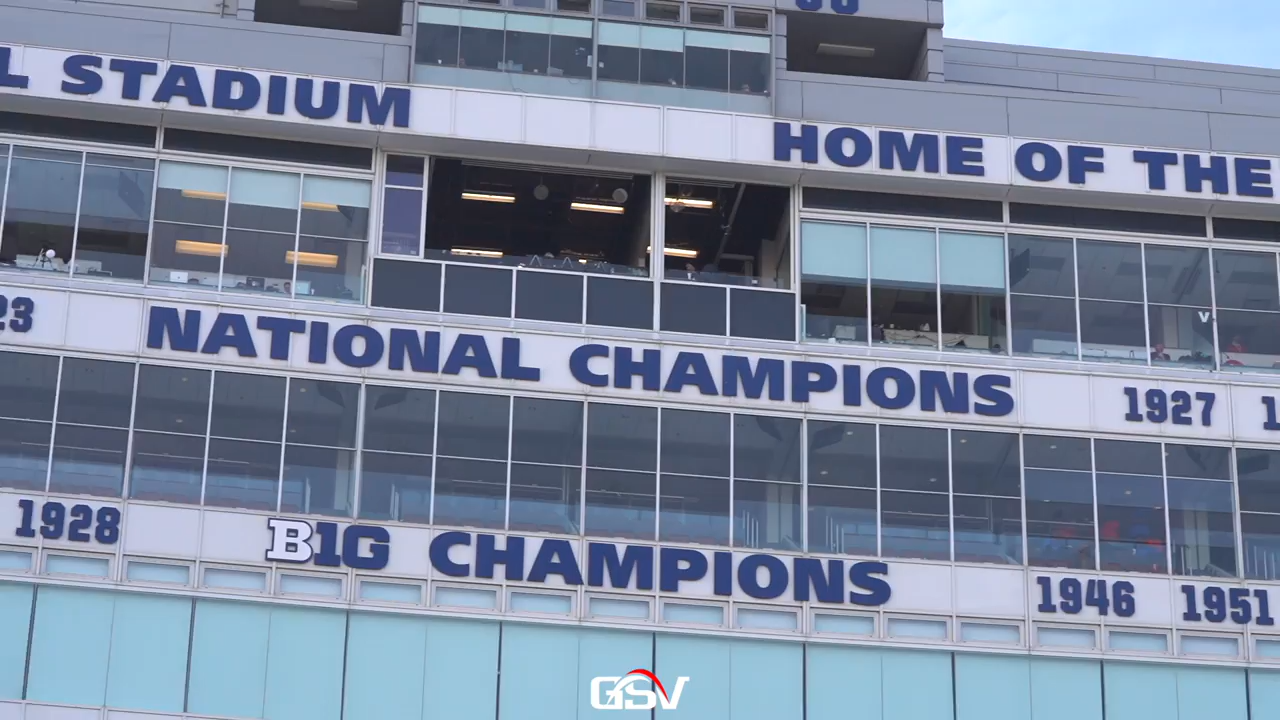 L STADIUM HOME OF THE
23 NATIONAL CHAMPIONS 1927
1928 B1G CHAMPIONS 1946 1951
GSV